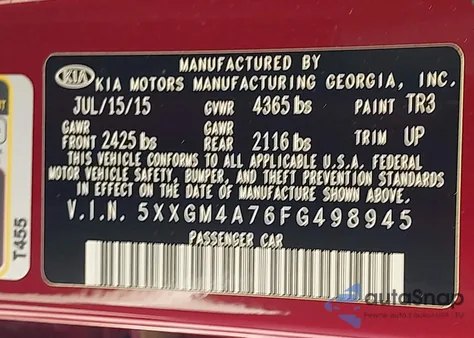 MANUFACTURED BY
KIA KIA MOTORS MANUFACTURING GEORGIA, INC.
JUL/15/15 GVWR 4365 lbs PAINT TR3
GAWR FRONT 2425 lbs GAWR REAR 2116 lbs TRIM UP
THIS VEHICLE CONFORMS TO ALL APPLICABLE U.S.A. FEDERAL
MOTOR VEHICLE SAFETY, BUMPER, AND THEFT PREVENTION STANDARDS
IN EFFECT ON THE DATE OF MANUFACTURE SHOWN ABOVE.
V.I.N. 5XXGM4A76FG498945
PASSENGER CAR
T455
autoSnap